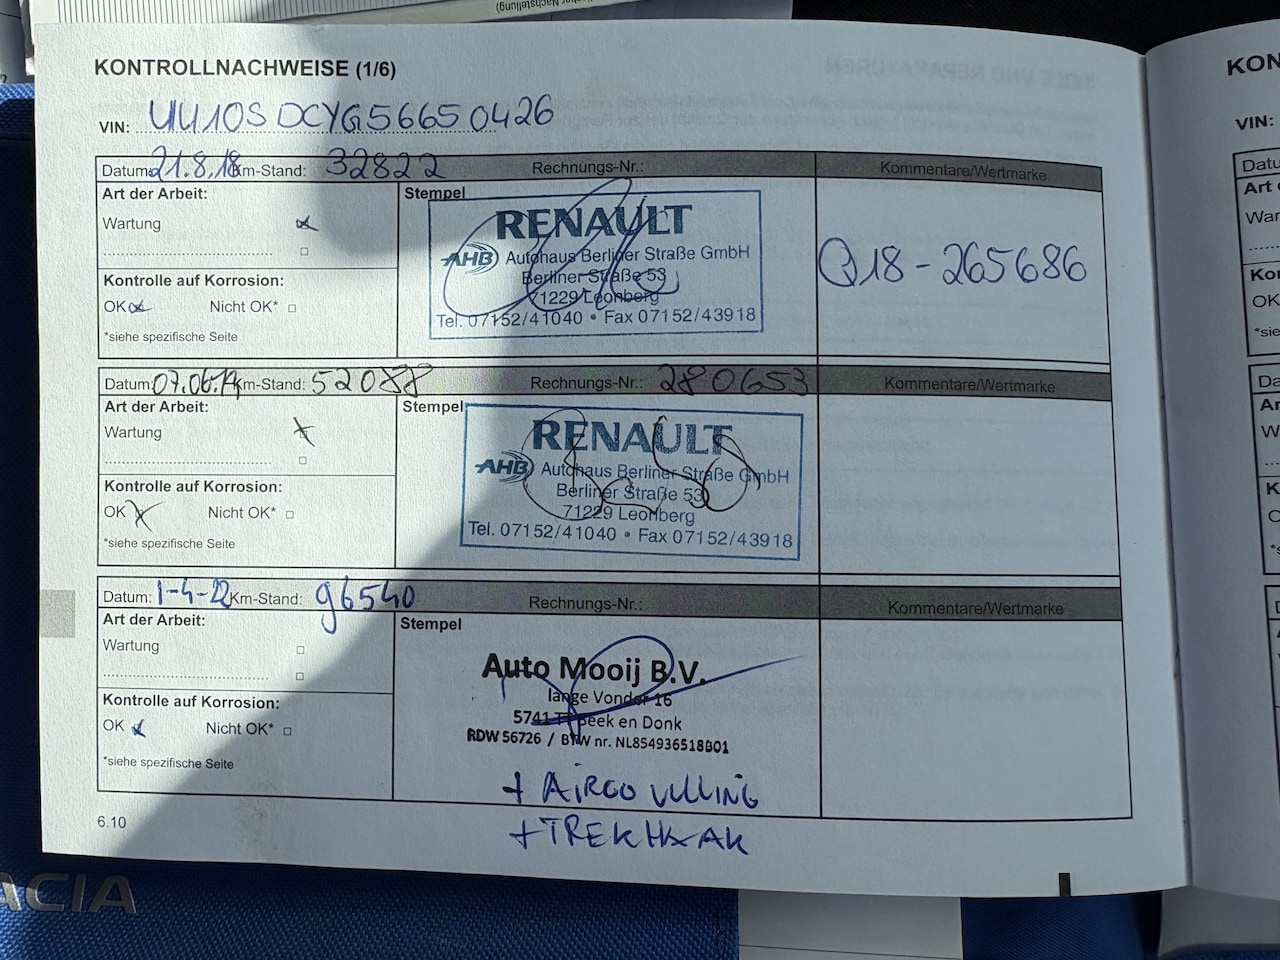 KONTROLLNACHWEISE (1/6)
VIN: UU10SDCYG56650426
Datum: 21.8.18 Km-Stand: 32822 Rechnungs-Nr.: Kommentare/Wertmarke
Art der Arbeit:
Wartung
Kontrolle auf Korrosion:
OK Nicht OK*
*siehe spezifische Seite
Stempel
RENAULT
AHB Autohaus Berliner Straße GmbH
Berliner Straße 53
71229 Leonberg
Tel. 07152/41040 • Fax 07152/43918
Q18-265686
Datum: 07.06.19 Km-Stand: 52088 Rechnungs-Nr.: 280653 Kommentare/Wertmarke
Art der Arbeit:
Wartung
Kontrolle auf Korrosion:
OK Nicht OK*
*siehe spezifische Seite
Stempel
RENAULT
AHB Autohaus Berliner Straße GmbH
Berliner Straße 53
71229 Leonberg
Tel. 07152/41040 • Fax 07152/43918
Datum: 1-4-22 Km-Stand: 96540 Rechnungs-Nr.: Kommentare/Wertmarke
Art der Arbeit:
Wartung
Kontrolle auf Korrosion:
OK Nicht OK*
*siehe spezifische Seite
Stempel
Auto Mooij B.V.
lange Vonder 16
5741 Beek en Donk
RDW 56726 / BTW nr. NL854936518B01
+ AIRCO VULLING
+ TREKHAAK
6.10
KON
VIN:
ACIA